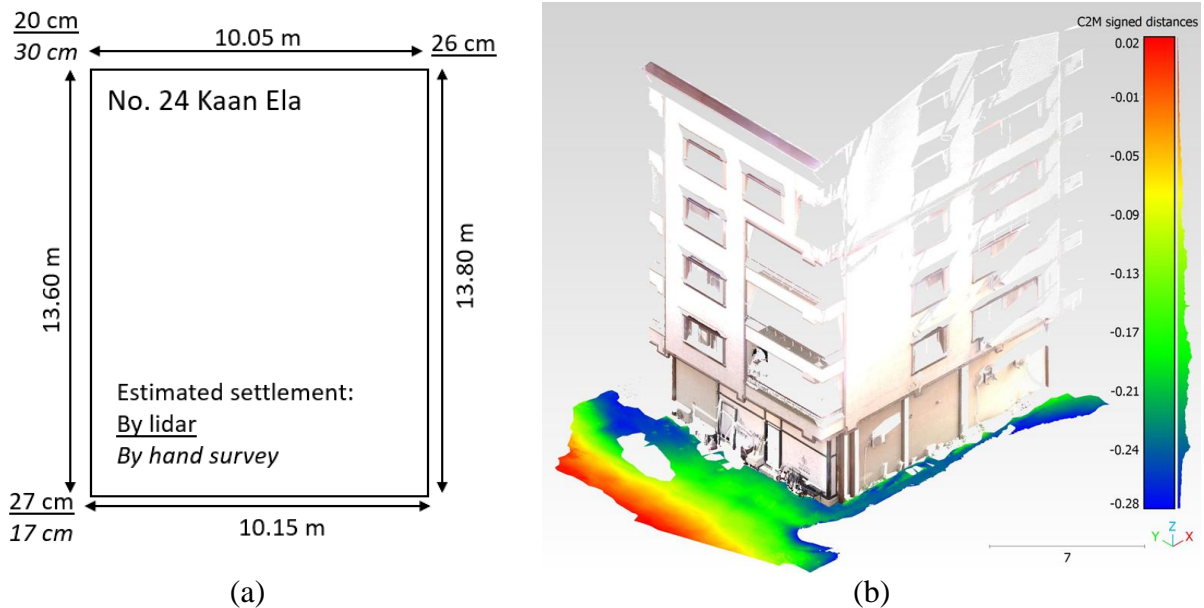 20 cm
30 cm
10.05 m
26 cm
No. 24 Kaan Ela
13.60 m
13.80 m
Estimated settlement:
By lidar
By hand survey
27 cm
17 cm
10.15 m
(a)
C2M signed distances
0.02
-0.01
-0.05
-0.09
-0.13
-0.17
-0.21
-0.24
-0.28
Z
Y X
7
(b)